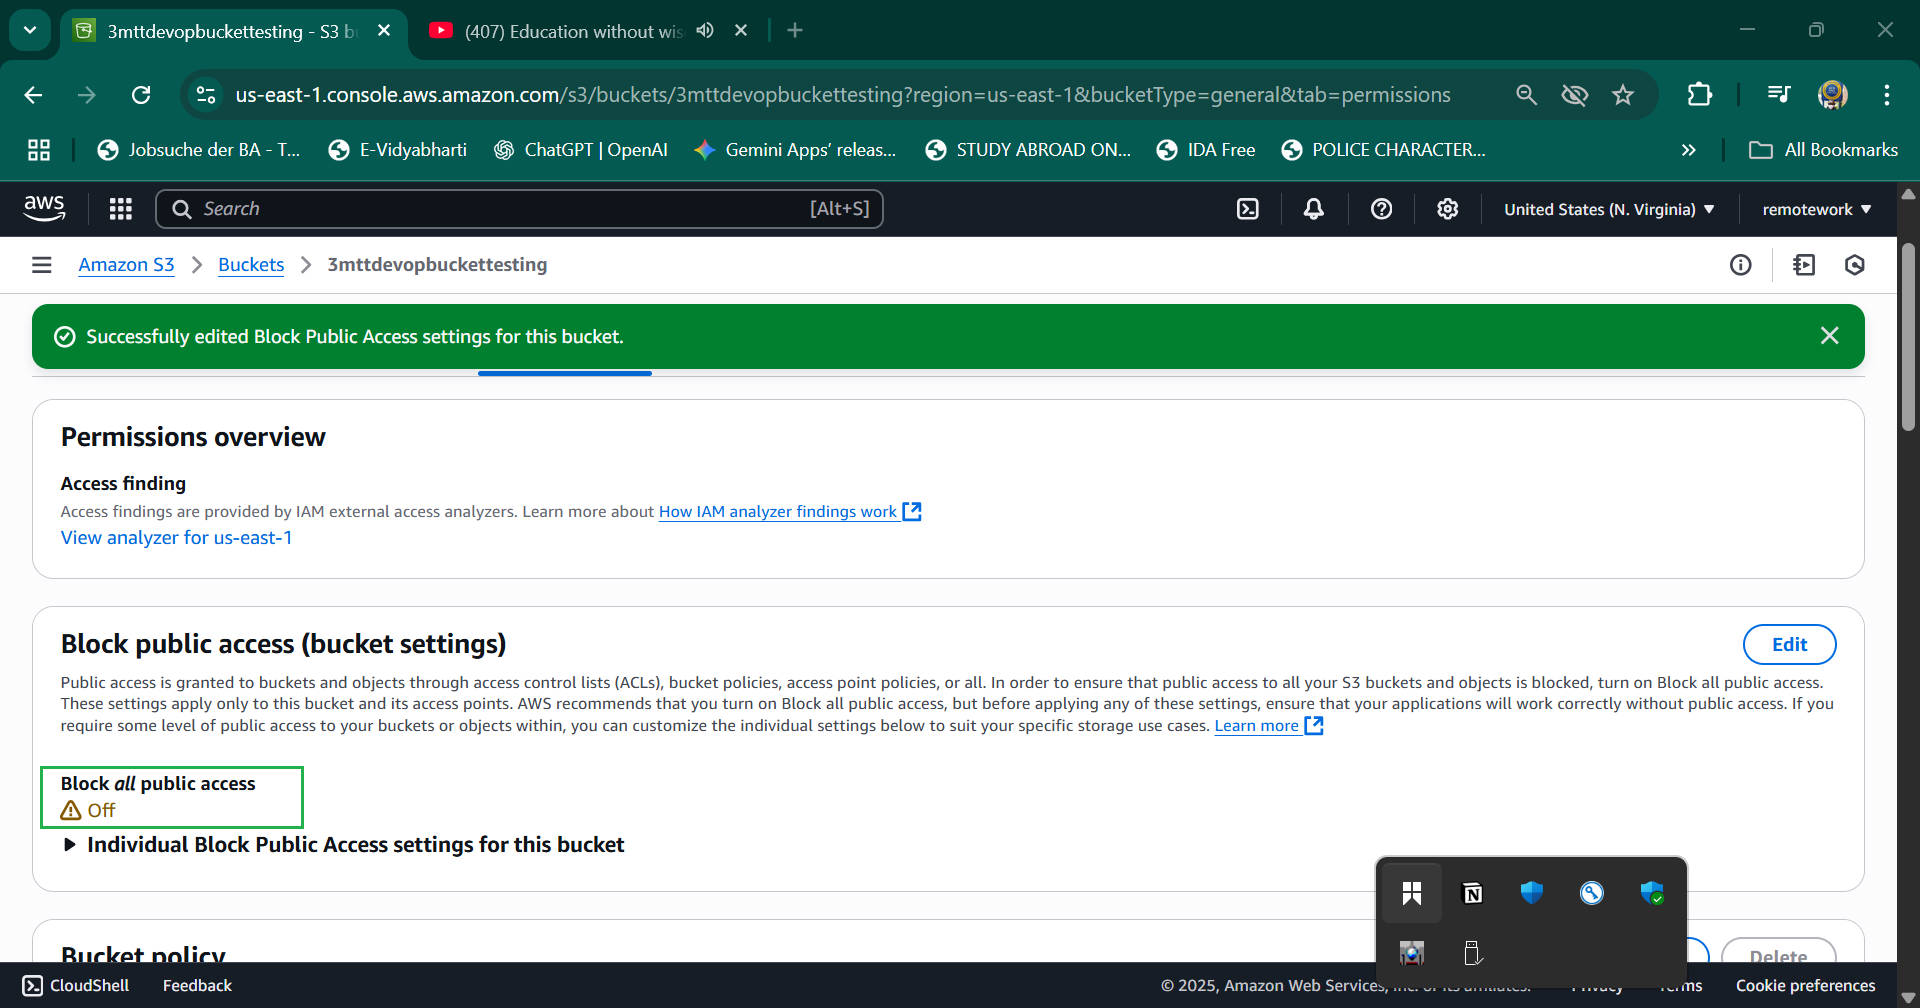 3mttdevopbuckettesting - S3 b
(407) Education without wis
us-east-1.console.aws.amazon.com/s3/buckets/3mttdevopbuckettesting?region=us-east-1&bucketType=general&tab=permissions
Jobsuche der BA - T...
E-Vidyabharti
ChatGPT | OpenAI
Gemini Apps' releas...
STUDY ABROAD ON...
IDA Free
POLICE CHARACTER...
All Bookmarks
aws
Search
[Alt+S]
United States (N. Virginia)
remotework
Amazon S3
Buckets
3mttdevopbuckettesting
Successfully edited Block Public Access settings for this bucket.
Permissions overview
Access finding
Access findings are provided by IAM external access analyzers. Learn more about How IAM analyzer findings work
View analyzer for us-east-1
Block public access (bucket settings)
Edit
Public access is granted to buckets and objects through access control lists (ACLs), bucket policies, access point policies, or all. In order to ensure that public access to all your S3 buckets and objects is blocked, turn on Block all public access.
These settings apply only to this bucket and its access points. AWS recommends that you turn on Block all public access, but before applying any of these settings, ensure that your applications will work correctly without public access. If you
require some level of public access to your buckets or objects within, you can customize the individual settings below to suit your specific storage use cases. Learn more
Block all public access
Off
Individual Block Public Access settings for this bucket
Bucket policy
Delete
CloudShell
Feedback
© 2025, Amazon Web Services, Inc. or its affiliates.
Privacy
Terms
Cookie preferences